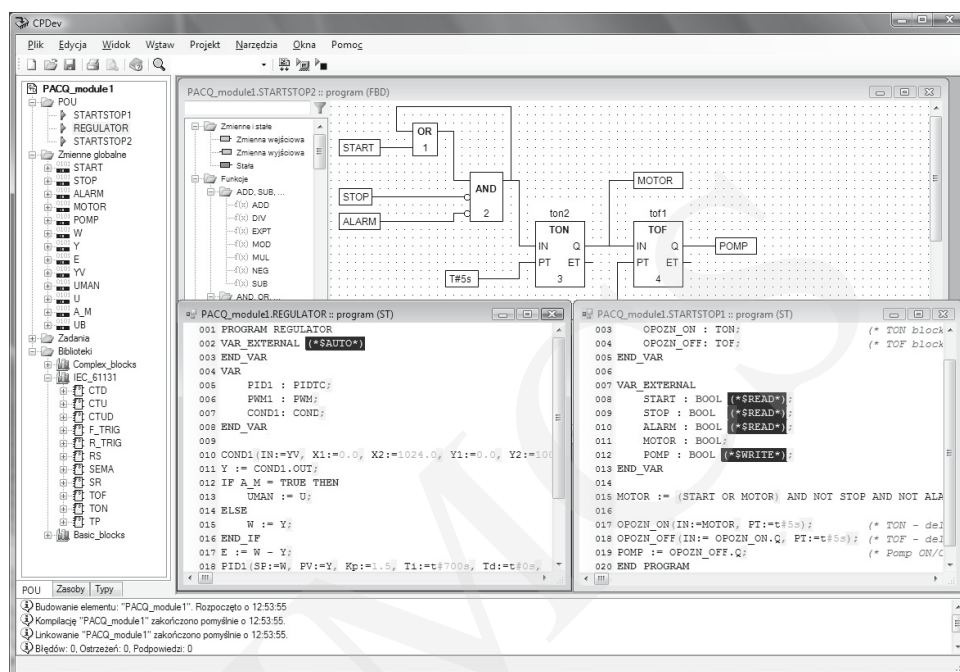 CPDev
Plik Edycja Widok Wstaw Projekt Narzędzia Okna Pomoc
PACQ_module1
POU
STARTSTOP1
REGULATOR
STARTSTOP2
Zmienne globalne
START
STOP
ALARM
MOTOR
POMP
W
Y
E
YV
UMAN
U
A_M
UB
Zadania
Biblioteki
Complex_blocks
IEC_61131
CTD
CTU
CTUD
F_TRIG
R_TRIG
RS
SEMA
SR
TOF
TON
TP
Basic_blocks
POU Zasoby Typy
PACQ_module1.STARTSTOP2 :: program (FBD)
Zmienne i stałe
Zmienna wejściowa
Zmienna wyjściowa
Stała
Funkcje
ADD, SUB, ...
f(x) ADD
f(x) DIV
f(x) EXPT
f(x) MOD
f(x) MUL
f(x) NEG
f(x) SUB
AND, OR, ...
START
OR
1
STOP
ALARM
AND
2
T#5s
ton2
TON
IN Q
PT ET
3
MOTOR
tof1
TOF
IN Q
PT ET
4
POMP
PACQ_module1.REGULATOR :: program (ST)
001 PROGRAM REGULATOR
002 VAR_EXTERNAL (*$AUTO*)
003 END_VAR
004 VAR
005 PID1 : PIDTC;
006 PWM1 : PWM;
007 COND1: COND;
008 END_VAR
009
010 COND1(IN:=YV, X1:=0.0, X2:=1024.0, Y1:=0.0, Y2:=100
011 Y := COND1.OUT;
012 IF A_M = TRUE THEN
013 UMAN := U;
014 ELSE
015 W := Y;
016 END_IF
017 E := W - Y;
018 PID1(SP:=W, PV:=Y, Kp:=1.5, Ti:=t#700s, Td:=t#0s,
PACQ_module1.STARTSTOP1 :: program (ST)
003 OPOZN_ON : TON; (* TON block
004 OPOZN_OFF: TOF; (* TOF block
005 END_VAR
006
007 VAR_EXTERNAL
008 START : BOOL (*$READ*);
009 STOP : BOOL (*$READ*);
010 ALARM : BOOL (*$READ*);
011 MOTOR : BOOL;
012 POMP : BOOL (*$WRITE*);
013 END_VAR
014
015 MOTOR := (START OR MOTOR) AND NOT STOP AND NOT ALA
016
017 OPOZN_ON(IN:=MOTOR, PT:=t#5s); (* TON - del
018 OPOZN_OFF(IN:= OPOZN_ON.Q, PT:=t#5s); (* TOF - del
019 POMP := OPOZN_OFF.Q; (* Pomp ON/O
020 END PROGRAM
Budowanie elementu: "PACQ_module1". Rozpoczęto o 12:53:55
Kompilację "PACQ_module1" zakończono pomyślnie o 12:53:55.
Linkowanie "PACQ_module1" zakończono pomyślnie o 12:53:55.
Błędów: 0, Ostrzeżeń: 0, Podpowiedzi: 0